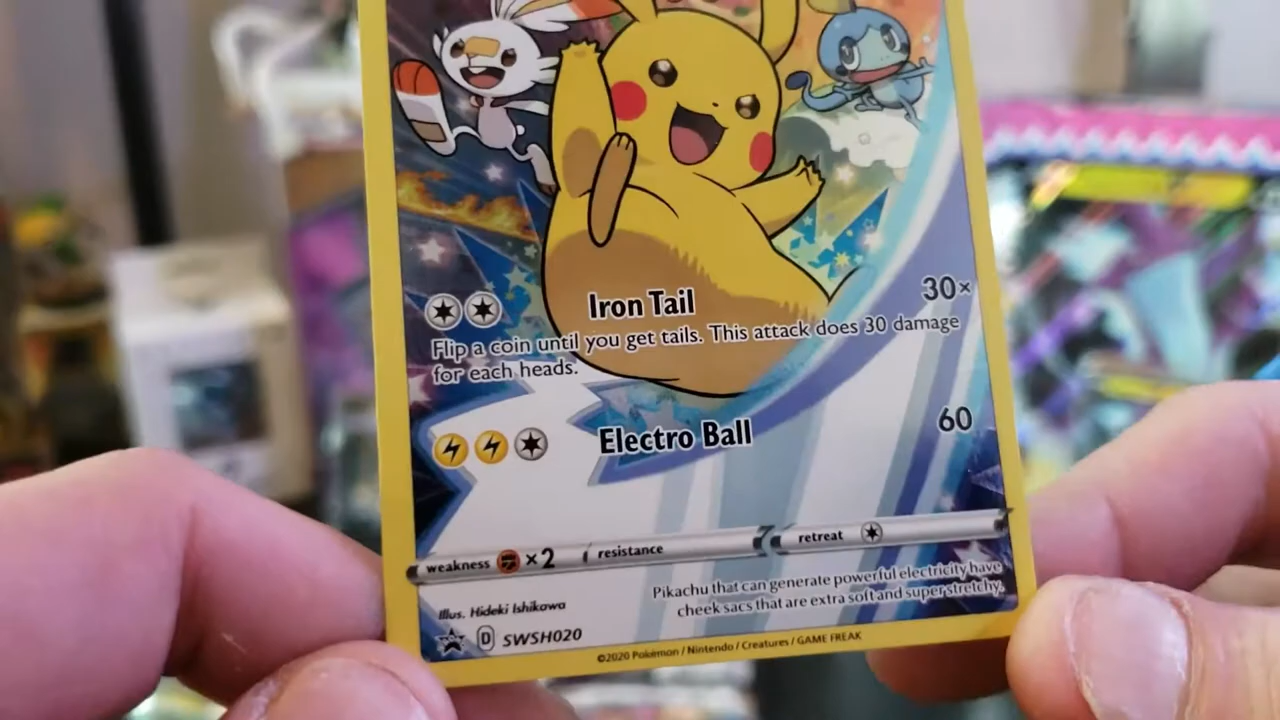 Iron Tail 30×
Flip a coin until you get tails. This attack does 30 damage
for each heads.
Electro Ball 60
weakness ×2 resistance retreat
Pikachu that can generate powerful electricity have
cheek sacs that are extra soft and super stretchy.
Illus. Hideki Ishikawa
D SWSH020
©2020 Pokémon / Nintendo / Creatures / GAME FREAK